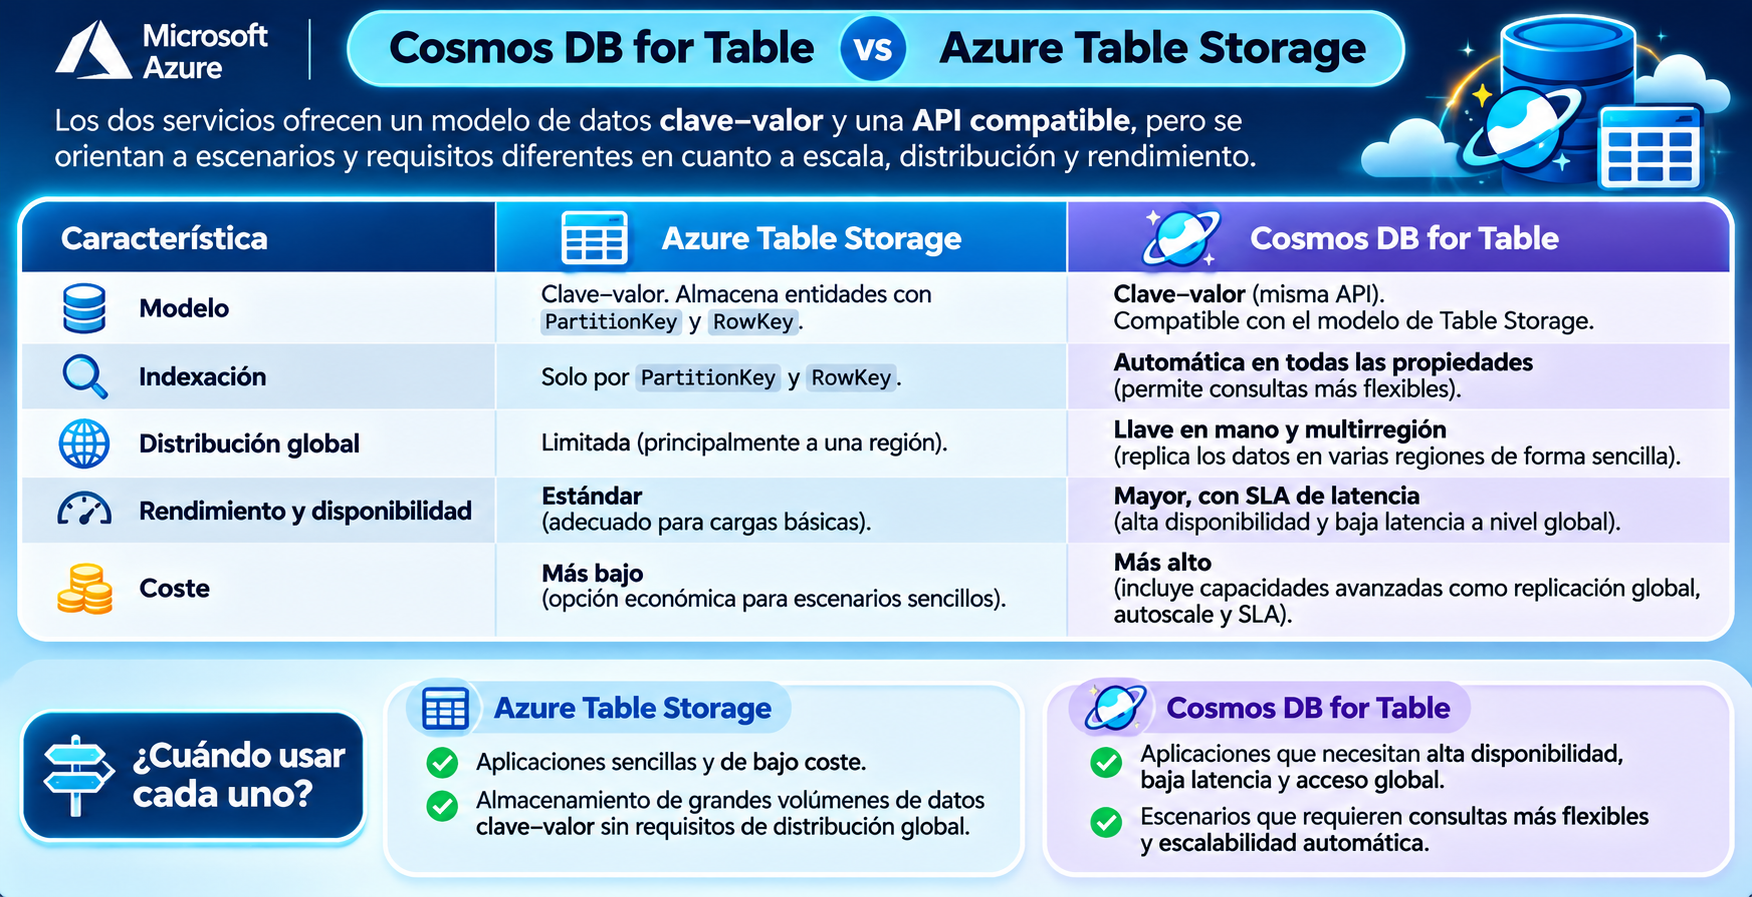 Microsoft
Azure
Cosmos DB for Table VS Azure Table Storage
Los dos servicios ofrecen un modelo de datos clave–valor y una API compatible, pero se
orientan a escenarios y requisitos diferentes en cuanto a escala, distribución y rendimiento.
Característica
Azure Table Storage
Cosmos DB for Table
Modelo
Clave–valor. Almacena entidades con
PartitionKey y RowKey.
Clave–valor (misma API).
Compatible con el modelo de Table Storage.
Indexación
Solo por PartitionKey y RowKey.
Automática en todas las propiedades
(permite consultas más flexibles).
Distribución global
Limitada (principalmente a una región).
Llave en mano y multirregión
(replica los datos en varias regiones de forma sencilla).
Rendimiento y disponibilidad
Estándar
(adecuado para cargas básicas).
Mayor, con SLA de latencia
(alta disponibilidad y baja latencia a nivel global).
Coste
Más bajo
(opción económica para escenarios sencillos).
Más alto
(incluye capacidades avanzadas como replicación global,
autoscale y SLA).
¿Cuándo usar
cada uno?
Azure Table Storage
Aplicaciones sencillas y de bajo coste.
Almacenamiento de grandes volúmenes de datos
clave–valor sin requisitos de distribución global.
Cosmos DB for Table
Aplicaciones que necesitan alta disponibilidad,
baja latencia y acceso global.
Escenarios que requieren consultas más flexibles
y escalabilidad automática.